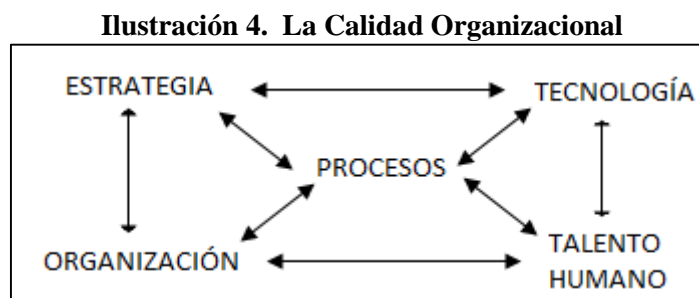 Ilustración 4.  La Calidad Organizacional
ESTRATEGIA
TECNOLOGÍA
PROCESOS
ORGANIZACIÓN
TALENTO
HUMANO